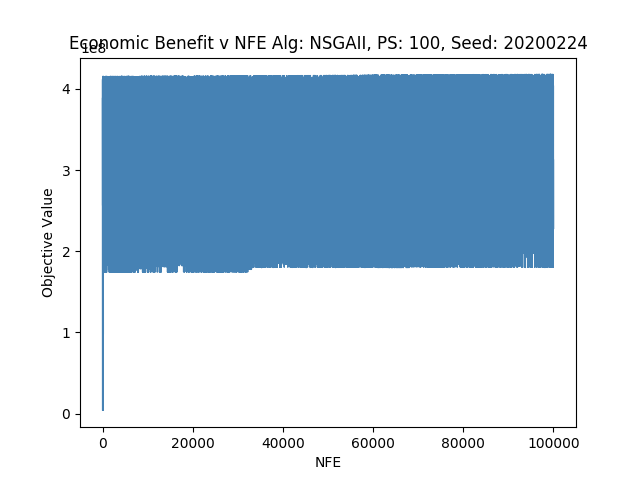 Economic Benefit v NFE Alg: NSGAII, PS: 100, Seed: 20200224
1e8
4
3
2
1
0
Objective Value
0 20000 40000 60000 80000 100000
NFE